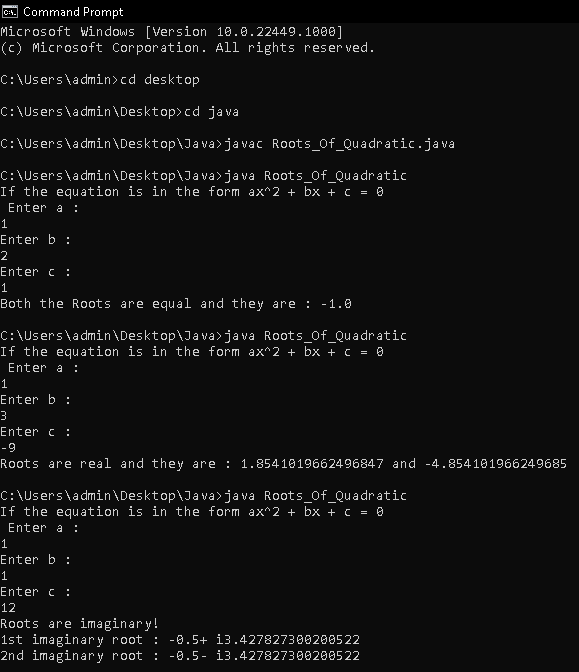 Command Prompt
Microsoft Windows [Version 10.0.22449.1000]
(c) Microsoft Corporation. All rights reserved.
C:\Users\admin>cd desktop
C:\Users\admin\Desktop>cd java
C:\Users\admin\Desktop\Java>javac Roots_Of_Quadratic.java
C:\Users\admin\Desktop\Java>java Roots_Of_Quadratic
If the equation is in the form ax^2 + bx + c = 0
 Enter a :
1
Enter b :
2
Enter c :
1
Both the Roots are equal and they are : -1.0
C:\Users\admin\Desktop\Java>java Roots_Of_Quadratic
If the equation is in the form ax^2 + bx + c = 0
 Enter a :
1
Enter b :
3
Enter c :
-9
Roots are real and they are : 1.8541019662496847 and -4.854101966249685
C:\Users\admin\Desktop\Java>java Roots_Of_Quadratic
If the equation is in the form ax^2 + bx + c = 0
 Enter a :
1
Enter b :
1
Enter c :
12
Roots are imaginary!
1st imaginary root : -0.5+ i3.427827300200522
2nd imaginary root : -0.5- i3.427827300200522